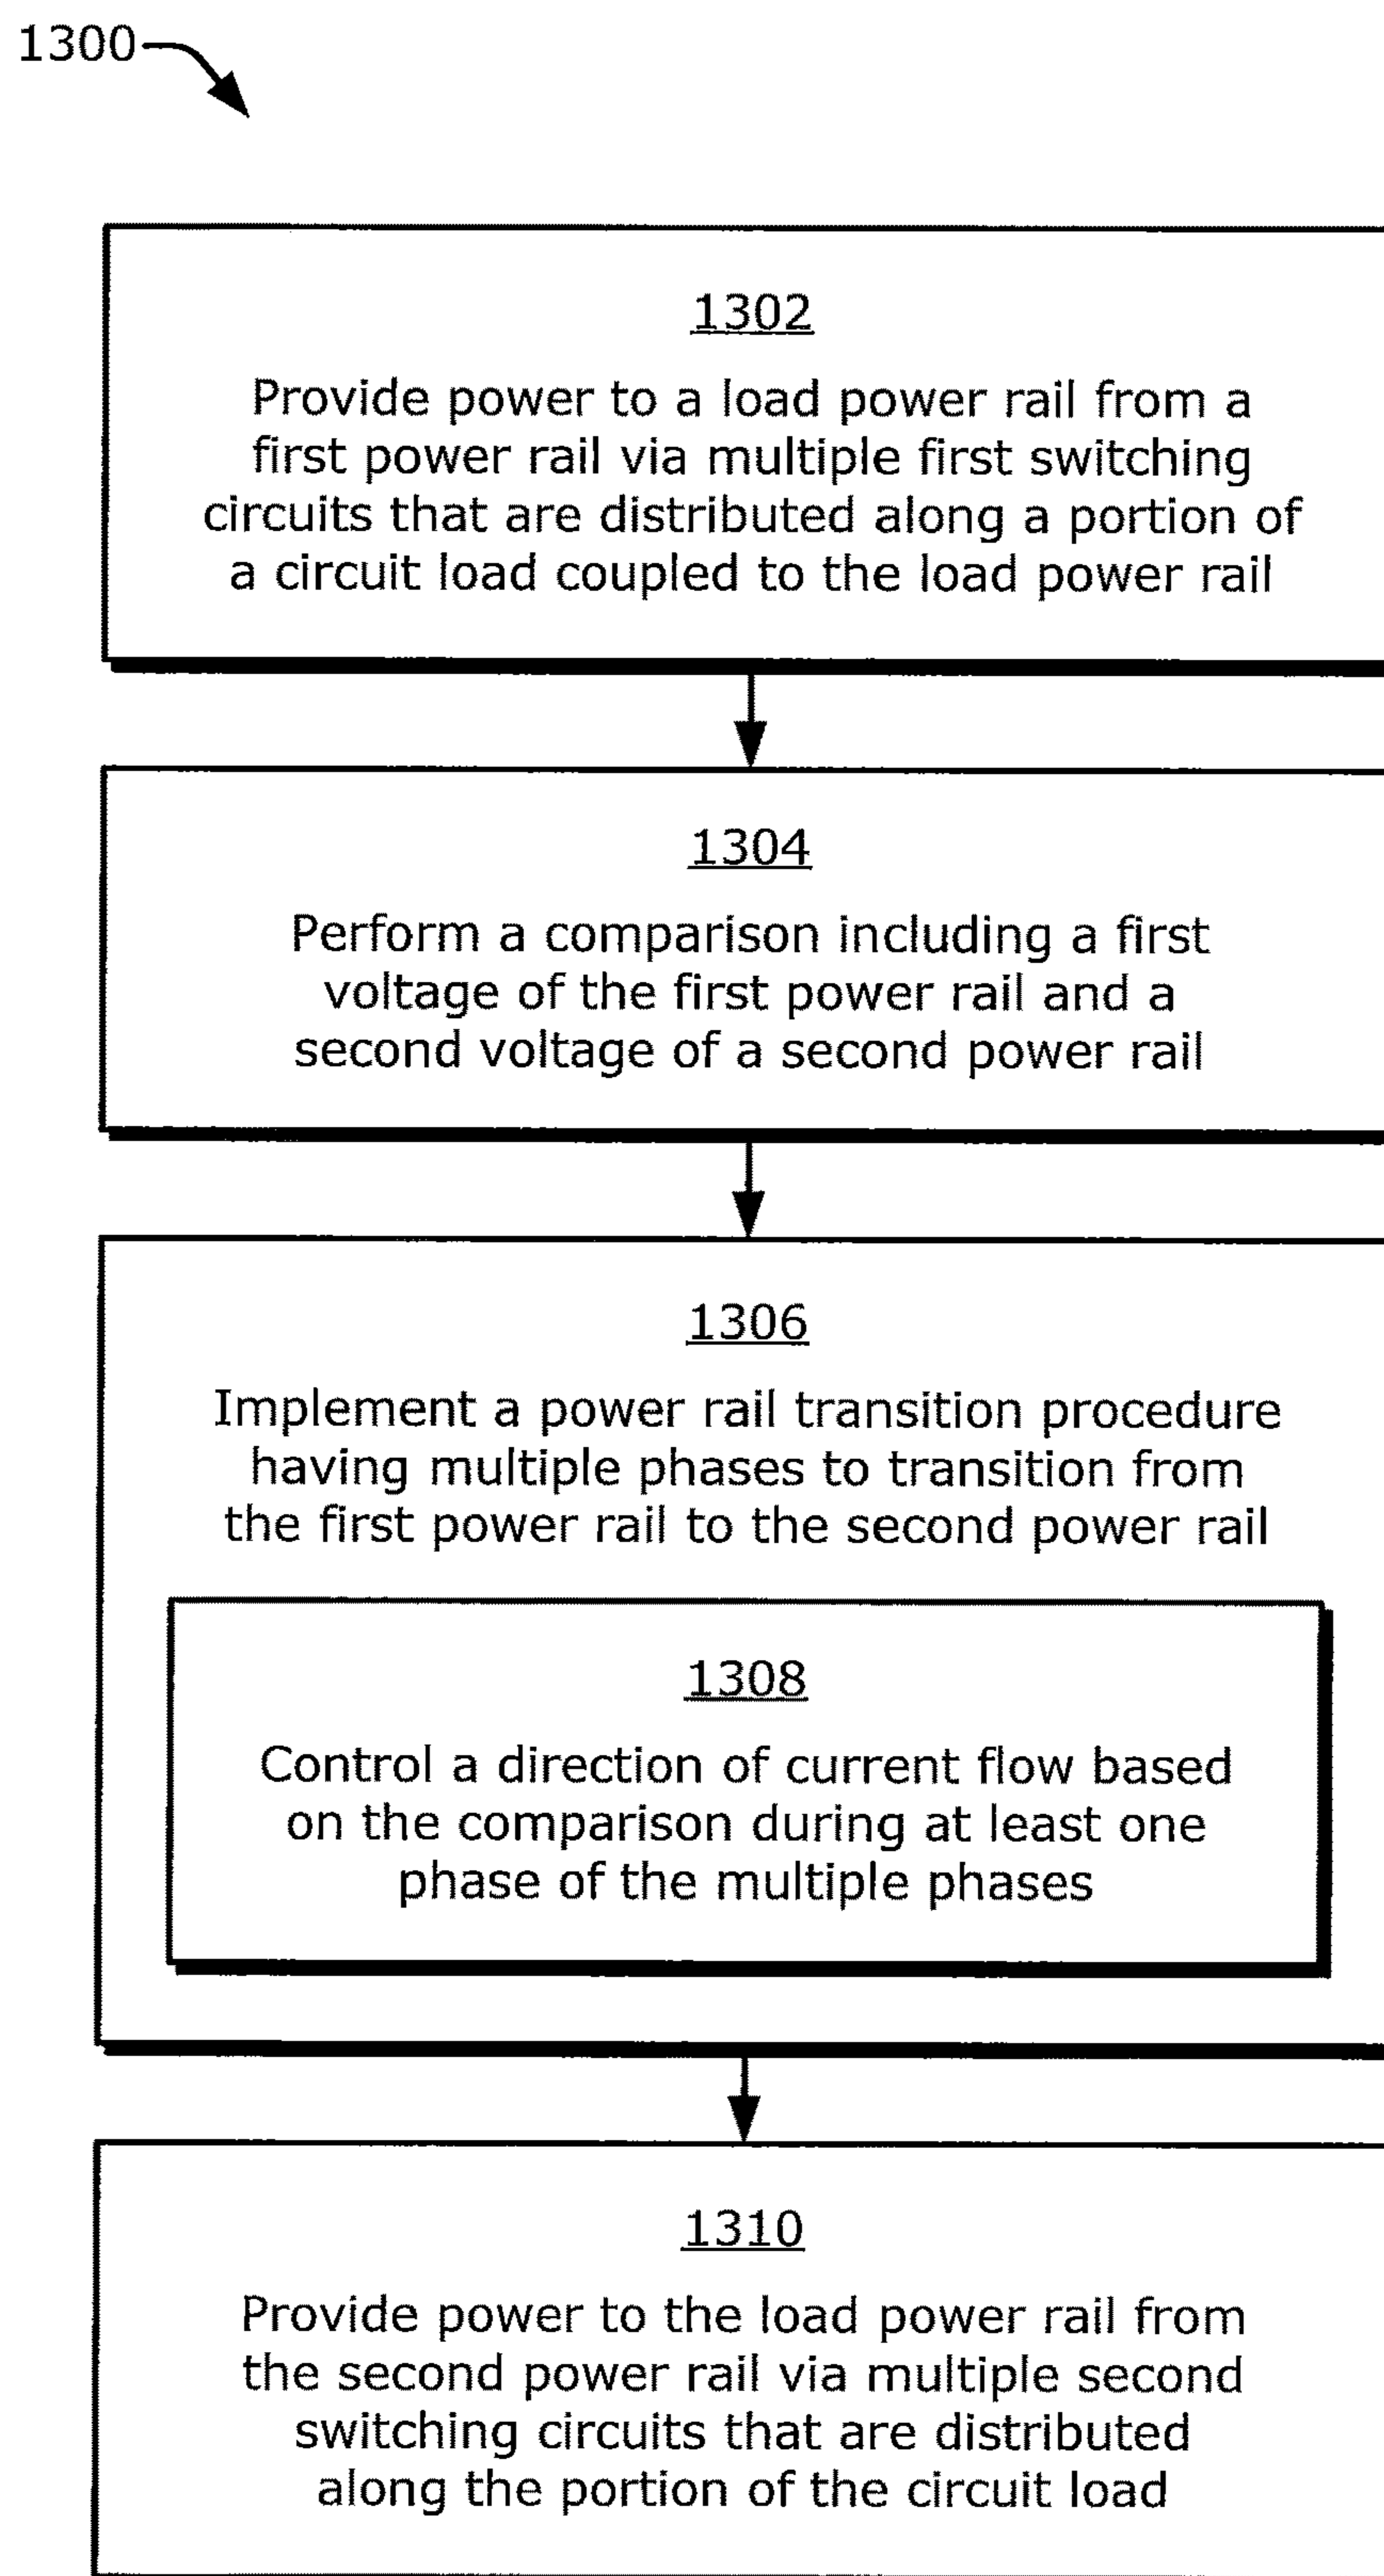 1300
1302
Provide power to a load power rail from a
first power rail via multiple first switching
circuits that are distributed along a portion of
a circuit load coupled to the load power rail
1304
Perform a comparison including a first
voltage of the first power rail and a
second voltage of a second power rail
1306
Implement a power rail transition procedure
having multiple phases to transition from
the first power rail to the second power rail
1308
Control a direction of current flow based
on the comparison during at least one
phase of the multiple phases
1310
Provide power to the load power rail from
the second power rail via multiple second
switching circuits that are distributed
along the portion of the circuit load